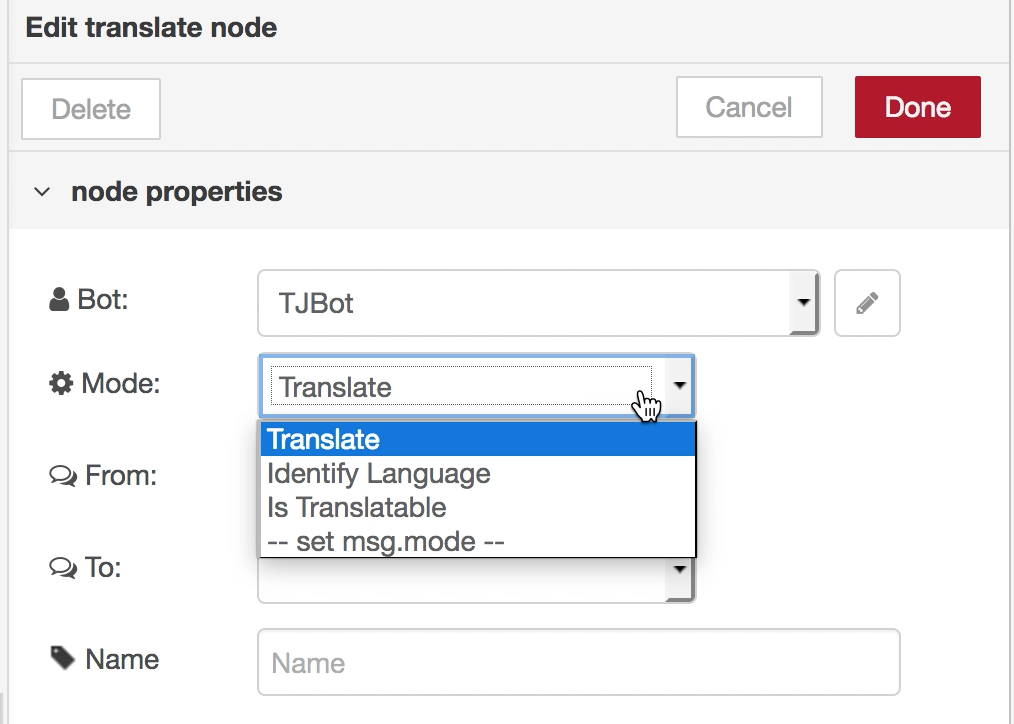 Edit translate node
Delete
Cancel
Done
node properties
Bot:
TJBot
Mode:
Translate
Translate
Identify Language
Is Translatable
-- set msg.mode --
From:
To:
Name
Name